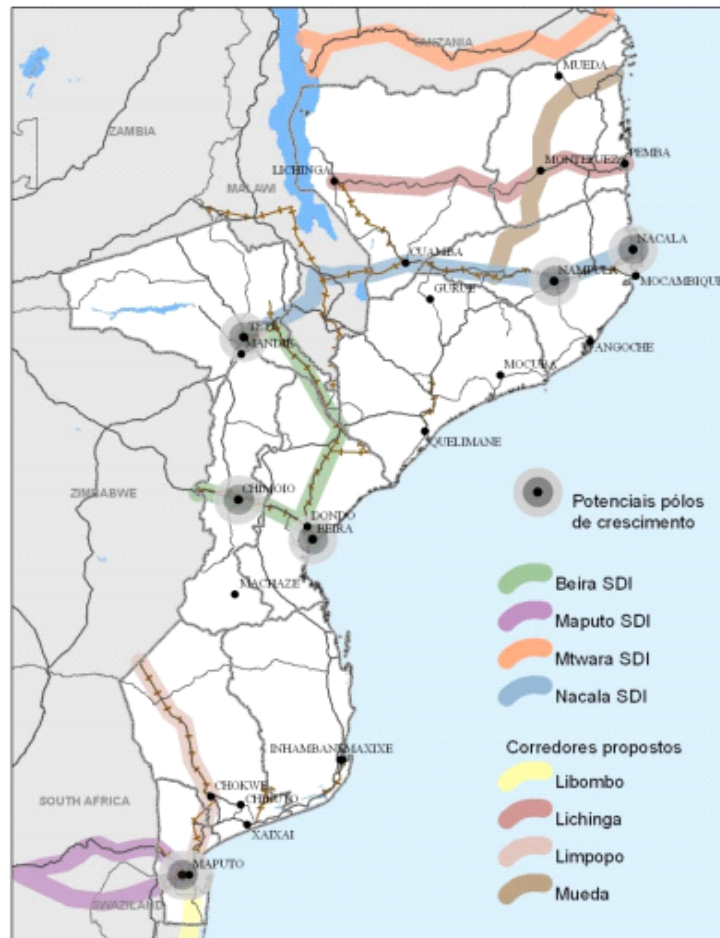 TANZANIA
MUEDA
ZAMBIA
MONTEPUEZ
PEMBA
LICHINGA
MALAWI
CUAMBA
NACALA
NAMPULA
MOCAMBIQUE
GURUE
TETE
MANDIE
ANGOCHE
MOCUBA
QUELIMANE
ZIMBABWE
CHIMOIO
DONDO
BEIRA
Potenciais pólos
de crescimento
Beira SDI
MACHAZE
Maputo SDI
Mtwara SDI
Nacala SDI
INHAMBANE
MAXIXE
Corredores propostos
Libombo
CHOKWE
SOUTH AFRICA
CHIBUTO
Lichinga
XAIXAI
Limpopo
MAPUTO
Mueda
SWAZILAND